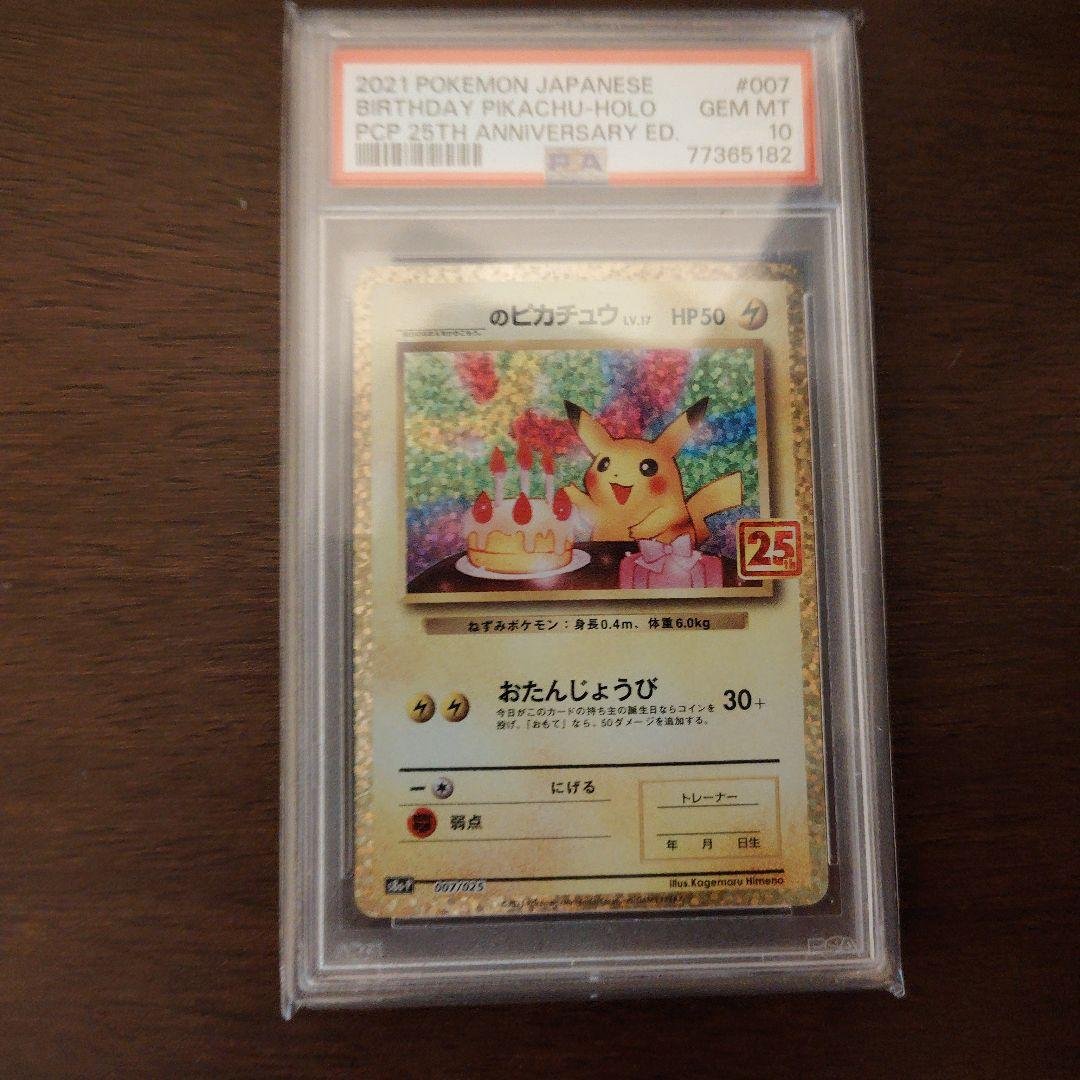 2021 POKEMON JAPANESE #007
BIRTHDAY PIKACHU-HOLO GEM MT
PCP 25TH ANNIVERSARY ED. 10
PSA 77365182
のピカチュウ LV.17 HP50
25th
ねずみポケモン：身長0.4m、体重6.0kg
おたんじょうび 30+
今日がこのカードの持ち主の誕生日ならコインを
投げ、「おもて」なら、50ダメージを追加する。
にげる
弱点
トレーナー
年 月 日生
illus.Kagemaru Himeno
007/025
PSA